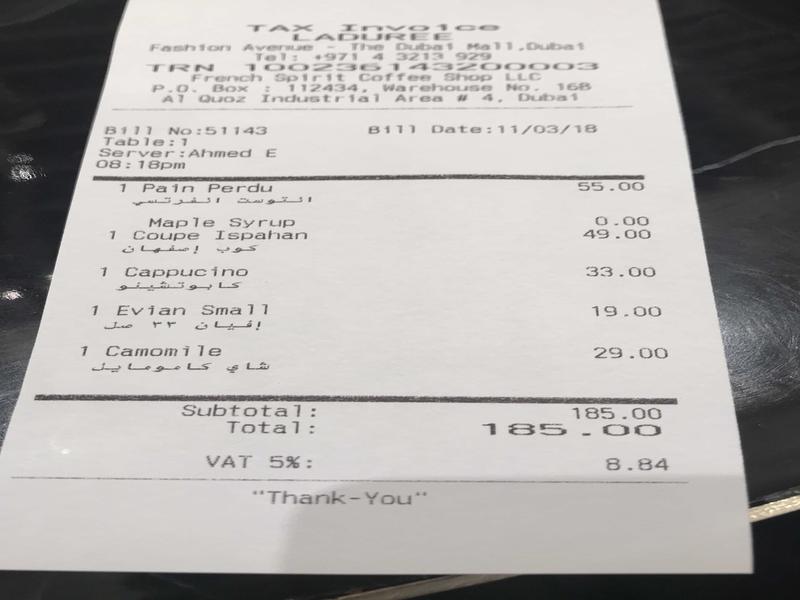 TAX Invoice
LADUREE
Fashion Avenue - The Dubai Mall,Dubai
Tel: +971 4 3213 929
TRN 100236143200003
French Spirit Coffee Shop LLC
P.O. Box : 112434, Warehouse No. 16B
Al Quoz Industrial Area # 4, Dubai
Bill No:51143 Bill Date:11/03/18
Table:1
Server:Ahmed E
08:18pm
1 Pain Perdu 55.00
التوست الفرنسي
Maple Syrup 0.00
1 Coupe Ispahan 49.00
كوب إصفهان
1 Cappucino 33.00
كابوتشينو
1 Evian Small 19.00
إفيان ٣٣ صل
1 Camomile 29.00
شاي كامومايل
Subtotal: 185.00
Total: 185.00
VAT 5%: 8.84
"Thank-You"